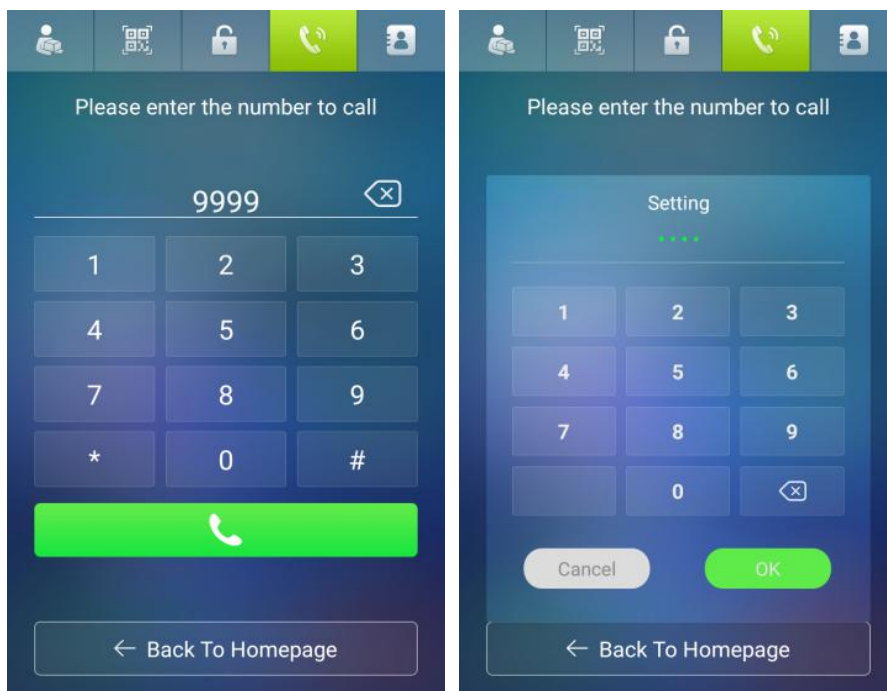 Please enter the number to call
9999
1 2 3
4 5 6
7 8 9
* 0 #
← Back To Homepage
Please enter the number to call
Setting
••••
1 2 3
4 5 6
7 8 9
0
Cancel OK
← Back To Homepage